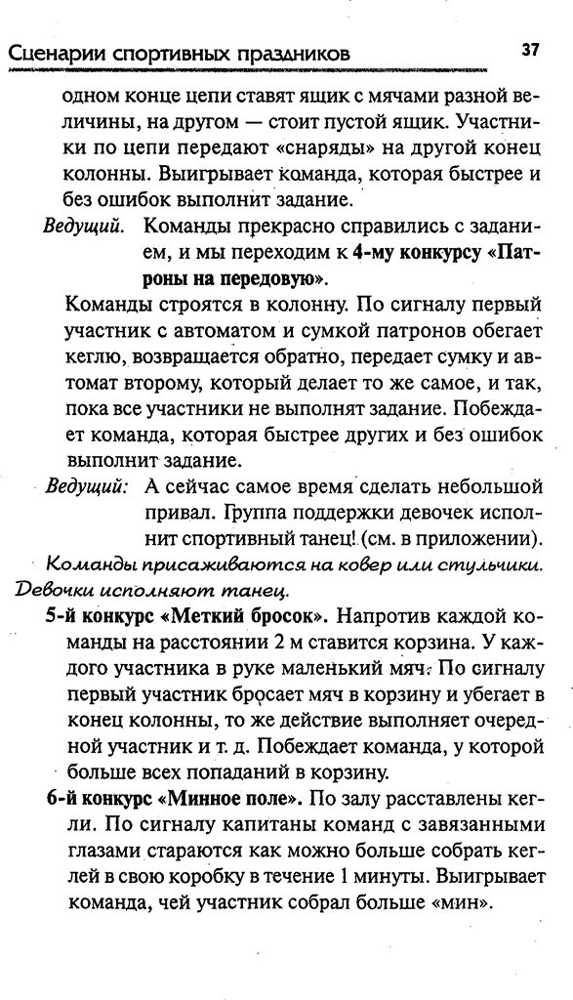 Сценарии спортивных праздников 37
одном конце цепи ставят ящик с мячами разной ве-
личины, на другом — стоит пустой ящик. Участни-
ки по цепи передают «снаряды» на другой конец
колонны. Выигрывает команда, которая быстрее и
без ошибок выполнит задание.
Ведущий. Команды прекрасно справились с задани-
ем, и мы переходим к 4-му конкурсу «Пат-
роны на передовую».
Команды строятся в колонну. По сигналу первый
участник с автоматом и сумкой патронов обегает
кеглю, возвращается обратно, передает сумку и ав-
томат второму, который делает то же самое, и так,
пока все участники не выполнят задание. Побежда-
ет команда, которая быстрее других и без ошибок
выполнит задание.
Ведущий: А сейчас самое время сделать небольшой
привал. Группа поддержки девочек испол-
нит спортивный танец! (см. в приложении).
Команды присаживаются на ковер или стульчики.
Девочки исполняют танец.
5-й конкурс «Меткий бросок». Напротив каждой ко-
манды на расстоянии 2 м ставится корзина. У каж-
дого участника в руке маленький мяч. По сигналу
первый участник бросает мяч в корзину и убегает в
конец колонны, то же действие выполняет очеред-
ной участник и т. д. Побеждает команда, у которой
больше всех попаданий в корзину.
6-й конкурс «Минное поле». По залу расставлены кег-
ли. По сигналу капитаны команд с завязанными
глазами стараются как можно больше собрать кег-
лей в свою коробку в течение 1 минуты. Выигрывает
команда, чей участник собрал больше «мин».